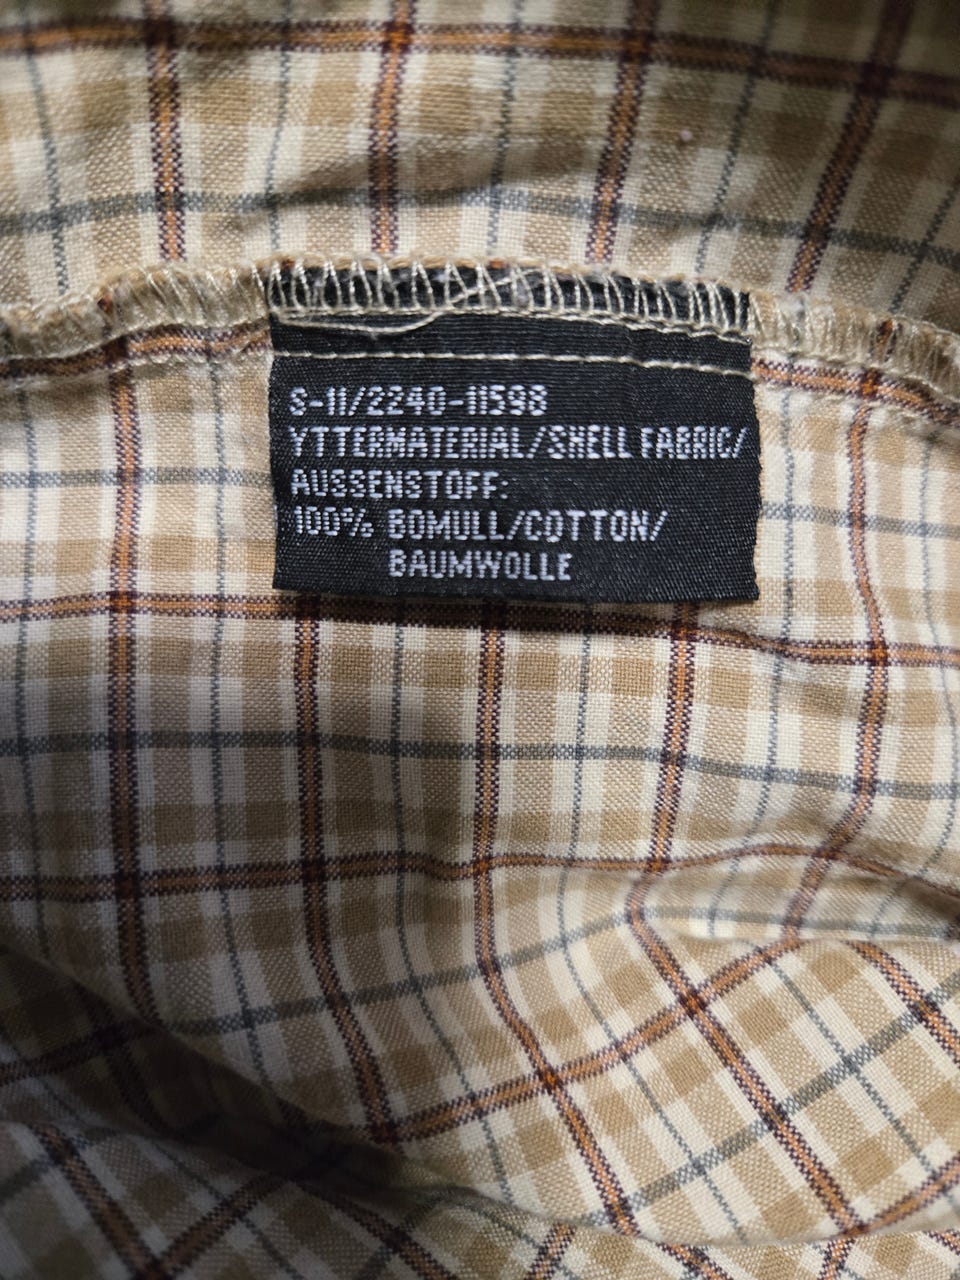 S-11/2240-11598
YTTERMATERIAL/SHELL FABRIC/
AUSSENSTOFF:
100% BOMULL/COTTON/
BAUMWOLLE